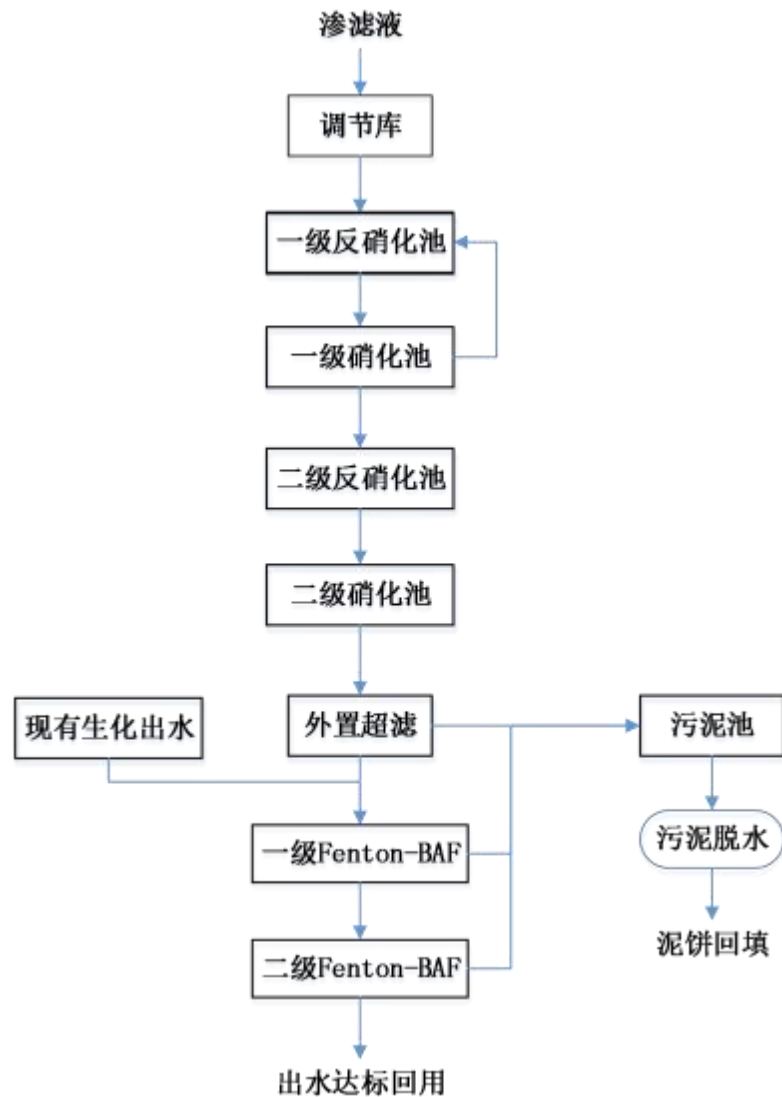 渗滤液
调节库
一级反硝化池
一级硝化池
二级反硝化池
二级硝化池
现有生化出水
外置超滤
污泥池
污泥脱水
一级Fenton-BAF
泥饼回填
二级Fenton-BAF
出水达标回用